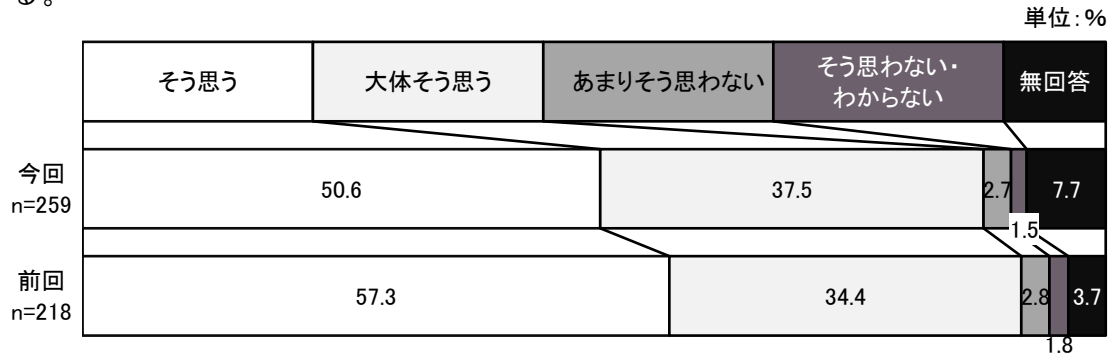 る。
単位：%
そう思う
大体そう思う
あまりそう思わない
そう思わない・
わからない
無回答
今回
n=259
50.6
37.5
2.7
1.5
7.7
前回
n=218
57.3
34.4
2.8
1.8
3.7